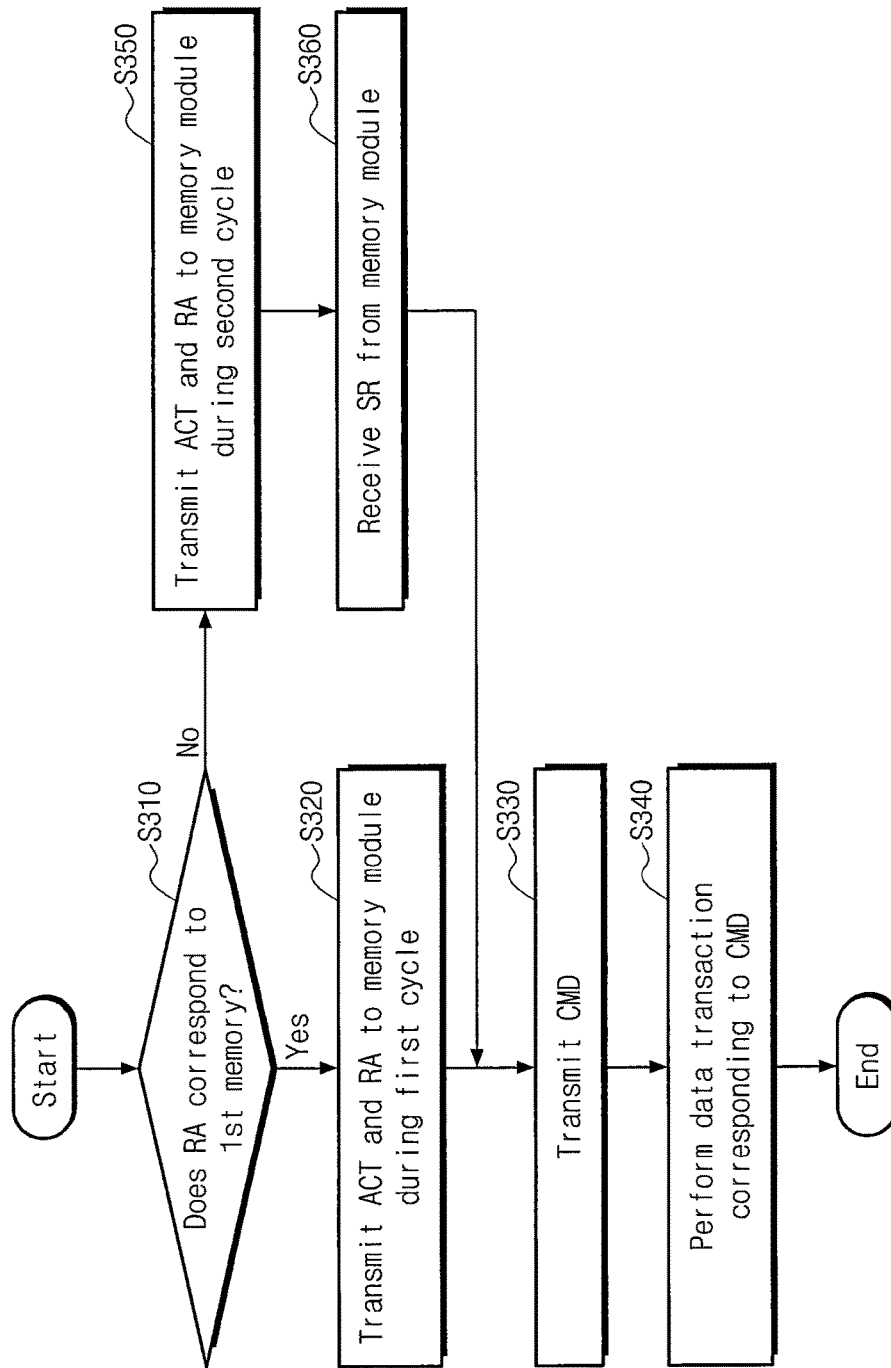 Start
S310
Does RA correspond to
1st memory?
No
Yes
S320
Transmit ACT and RA to memory module
during first cycle
S330
Transmit CMD
S340
Perform data transaction
corresponding to CMD
End
S350
Transmit ACT and RA to memory module
during second cycle
S360
Receive SR from memory module